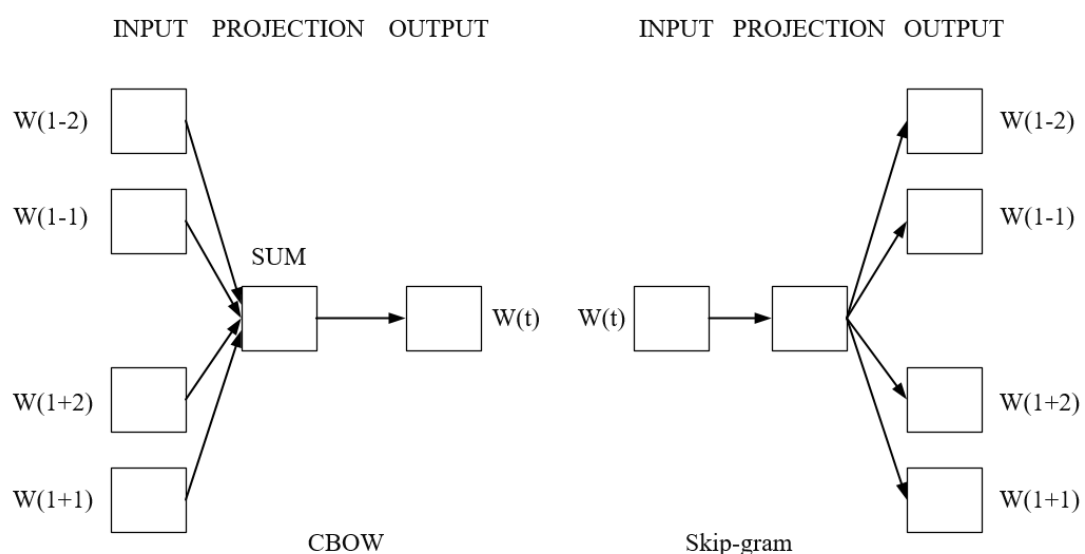 INPUT PROJECTION OUTPUT
W(1-2)
W(1-1)
SUM
W(t)
W(1+2)
W(1+1)
CBOW
INPUT PROJECTION OUTPUT
W(1-2)
W(1-1)
W(t)
W(1+2)
W(1+1)
Skip-gram